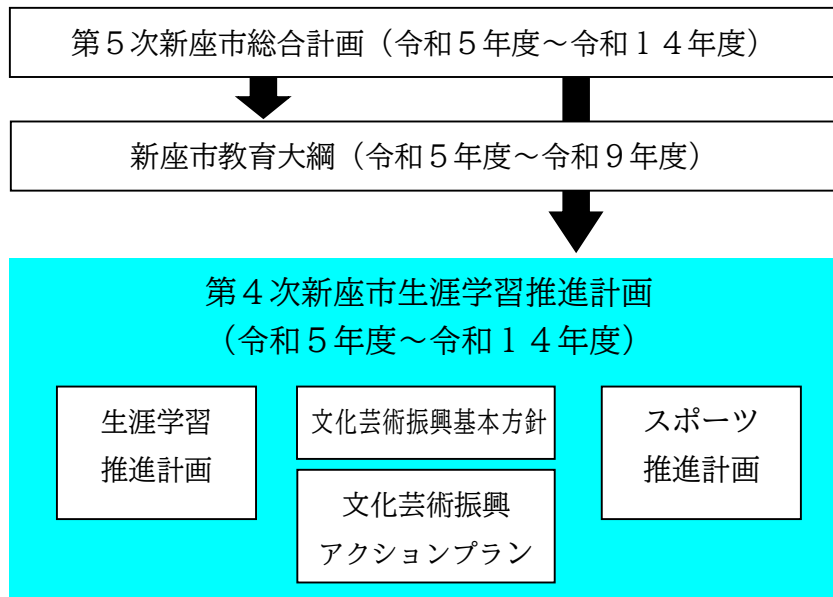 第５次新座市総合計画（令和５年度～令和１４年度）
新座市教育大綱（令和５年度～令和９年度）
第４次新座市生涯学習推進計画
（令和５年度～令和１４年度）
生涯学習
推進計画
文化芸術振興基本方針
文化芸術振興
アクションプラン
スポーツ
推進計画